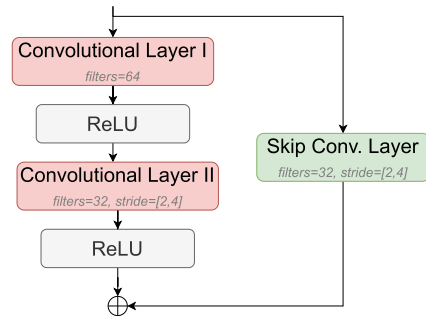 Convolutional Layer I
filters=64
ReLU
Convolutional Layer II
filters=32, stride=[2,4]
ReLU
Skip Conv. Layer
filters=32, stride=[2,4]